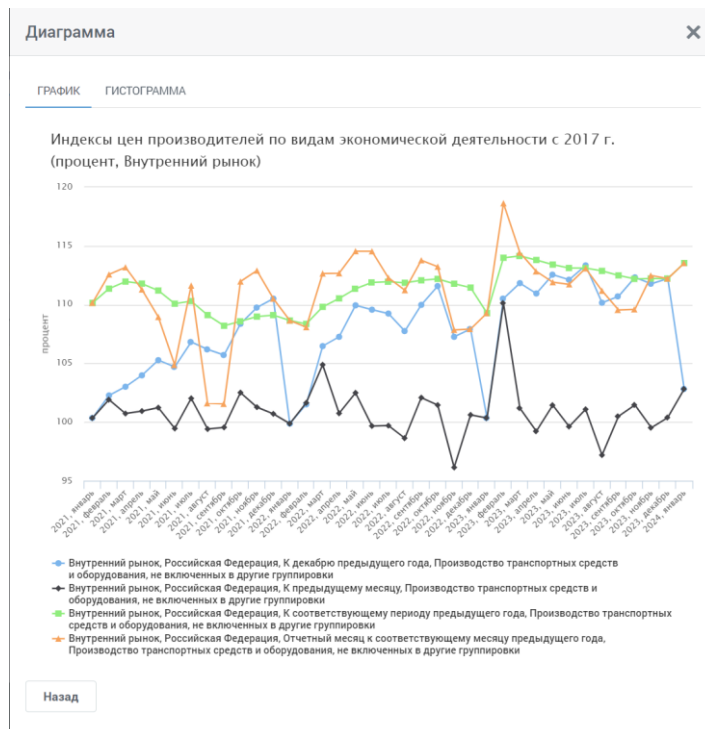 Диаграмма
ГРАФИК ГИСТОГРАММА
Индексы цен производителей по видам экономической деятельности с 2017 г.
(процент, Внутренний рынок)
120
115
110
105
100
95
процент
2021, январь
2021, февраль
2021, март
2021, апрель
2021, май
2021, июнь
2021, июль
2021, август
2021, сентябрь
2021, октябрь
2021, ноябрь
2021, декабрь
2022, январь
2022, февраль
2022, март
2022, апрель
2022, май
2022, июнь
2022, июль
2022, август
2022, сентябрь
2022, октябрь
2022, ноябрь
2022, декабрь
2023, январь
2023, февраль
2023, март
2023, апрель
2023, май
2023, июнь
2023, июль
2023, август
2023, сентябрь
2023, октябрь
2023, ноябрь
2023, декабрь
2024, январь
Внутренний рынок, Российская Федерация, К декабрю предыдущего года, Производство транспортных средств
и оборудования, не включенных в другие группировки
Внутренний рынок, Российская Федерация, К предыдущему месяцу, Производство транспортных средств и
оборудования, не включенных в другие группировки
Внутренний рынок, Российская Федерация, К соответствующему периоду предыдущего года, Производство транспортных
средств и оборудования, не включенных в другие группировки
Внутренний рынок, Российская Федерация, Отчетный месяц к соответствующему месяцу предыдущего года,
Производство транспортных средств и оборудования, не включенных в другие группировки
Назад